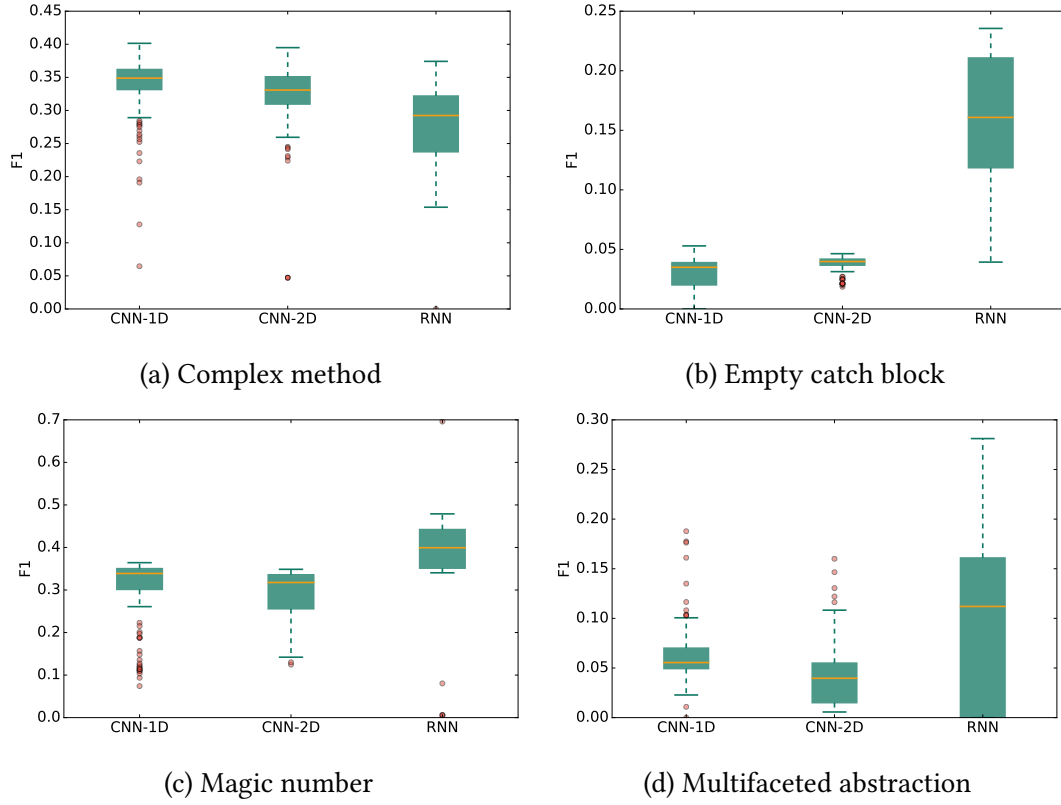 0.45
0.40
0.35
0.30
0.25
0.20
0.15
0.10
0.05
0.00
F1
CNN-1D CNN-2D RNN
(a) Complex method
0.25
0.20
0.15
0.10
0.05
0.00
F1
CNN-1D CNN-2D RNN
(b) Empty catch block
0.7
0.6
0.5
0.4
0.3
0.2
0.1
0.0
F1
CNN-1D CNN-2D RNN
(c) Magic number
0.30
0.25
0.20
0.15
0.10
0.05
0.00
F1
CNN-1D CNN-2D RNN
(d) Multifaceted abstraction